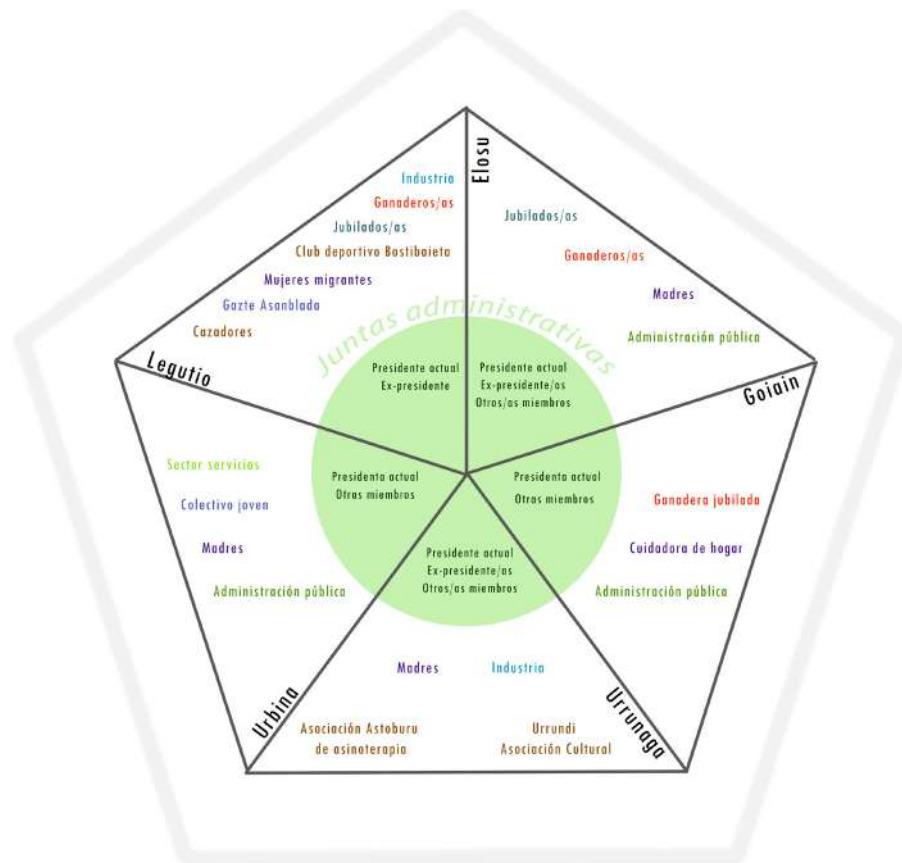 Elosu
Industria
Ganaderos/as
Jubilados/as
Club deportivo Bostibaieta
Mujeres migrantes
Gazte Asanblada
Cazadores
Jubilados/as
Ganaderos/as
Madres
Administración pública
Juntas administrativas
Legutio
Goiain
Presidente actual
Ex-presidente
Presidente actual
Ex-presidente/as
Otros/as miembros
Sector servicios
Colectivo joven
Madres
Administración pública
Presidenta actual
Otras miembros
Presidenta actual
Otras miembros
Ganadera jubilada
Cuidadora de hogar
Administración pública
Presidente actual
Ex-presidente/as
Otros/as miembros
Urbina
Urrunaga
Madres
Industria
Asociación Astoburu
de asinoterapia
Urrundi
Asociación Cultural